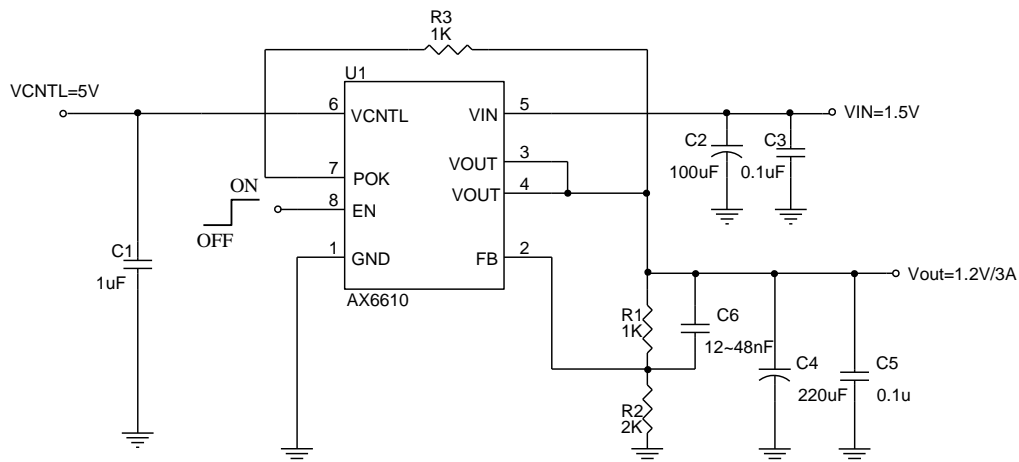 R3
1K
U1
VCNTL=5V
6
VCNTL
VIN
5
VIN=1.5V
C2
100uF
C3
0.1uF
VOUT
3
7
POK
VOUT
4
ON
OFF
8
EN
1
GND
FB
2
AX6610
C1
1uF
Vout=1.2V/3A
R1
1K
C6
12~48nF
C4
220uF
C5
0.1u
R2
2K